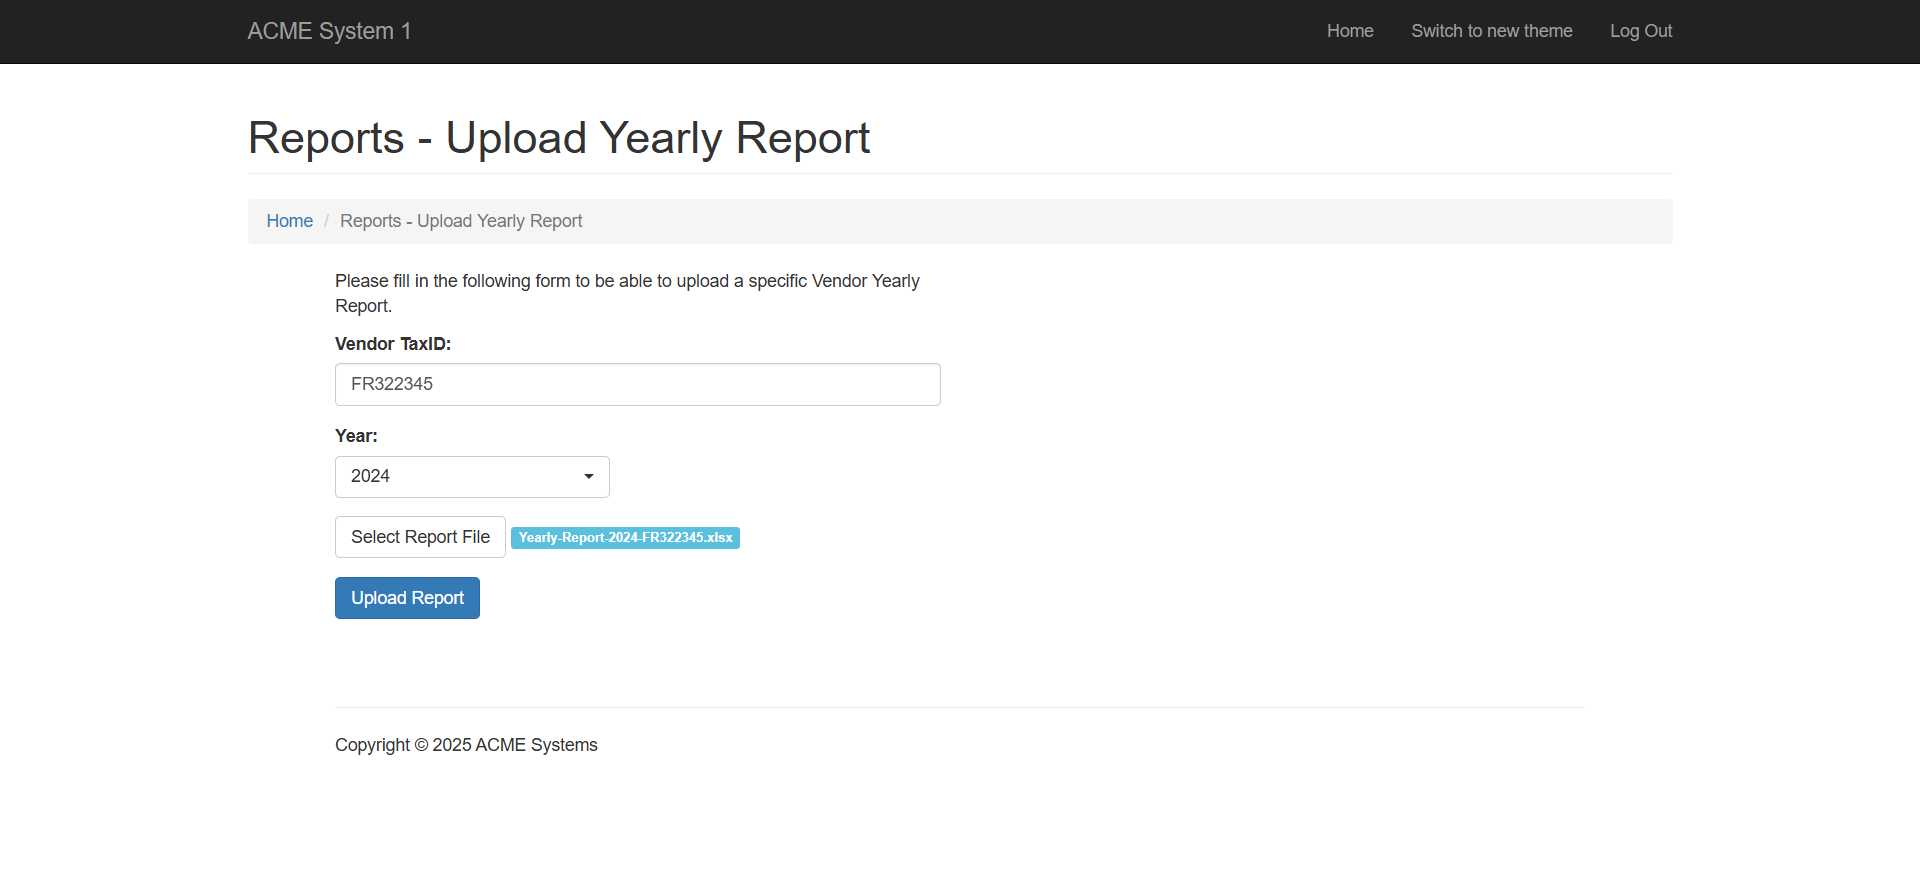 ACME System 1
Home
Switch to new theme
Log Out
Reports - Upload Yearly Report
Home / Reports - Upload Yearly Report
Please fill in the following form to be able to upload a specific Vendor Yearly
Report.
Vendor TaxID:
FR322345
Year:
2024
Select Report File
Yearly-Report-2024-FR322345.xlsx
Upload Report
Copyright © 2025 ACME Systems